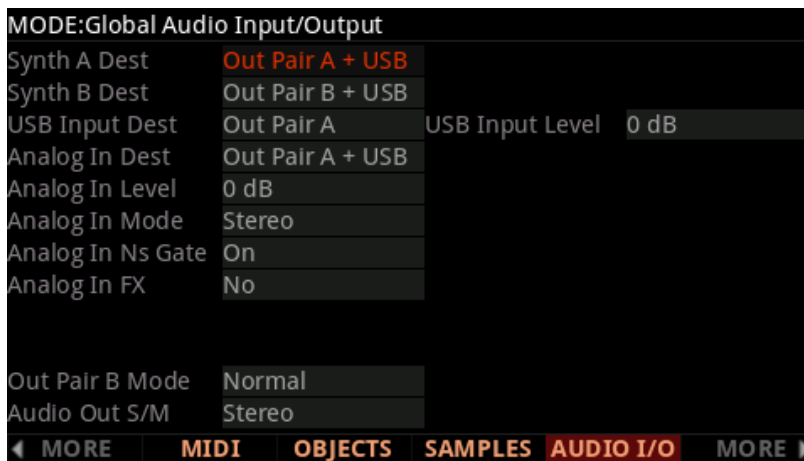 MODE:Global Audio Input/Output
Synth A Dest Out Pair A + USB
Synth B Dest Out Pair B + USB
USB Input Dest Out Pair A USB Input Level 0 dB
Analog In Dest Out Pair A + USB
Analog In Level 0 dB
Analog In Mode Stereo
Analog In Ns Gate On
Analog In FX No
Out Pair B Mode Normal
Audio Out S/M Stereo
MORE MIDI OBJECTS SAMPLES AUDIO I/O MORE